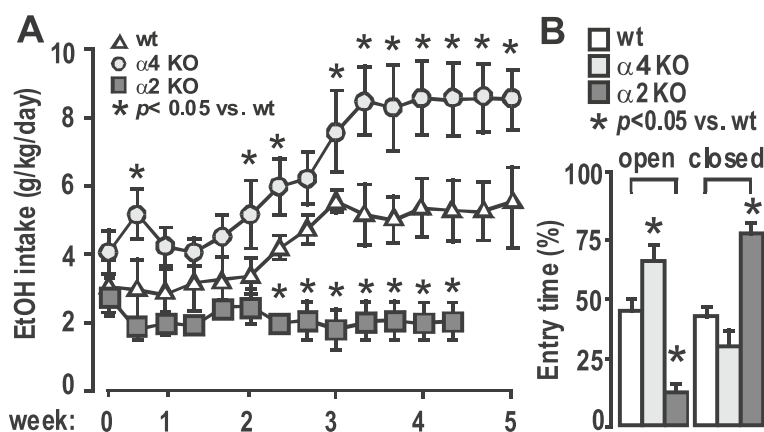 A
wt
α4 KO
α2 KO
* p< 0.05 vs. wt
EtOH intake (g/kg/day)
10
8
6
4
2
0
* * * * * * * * * *
* * * * * * *
week: 0 1 2 3 4 5
B
wt
α4 KO
α2 KO
* p<0.05 vs. wt
open closed
Entry time (%)
100
75
50
25
0
* * *